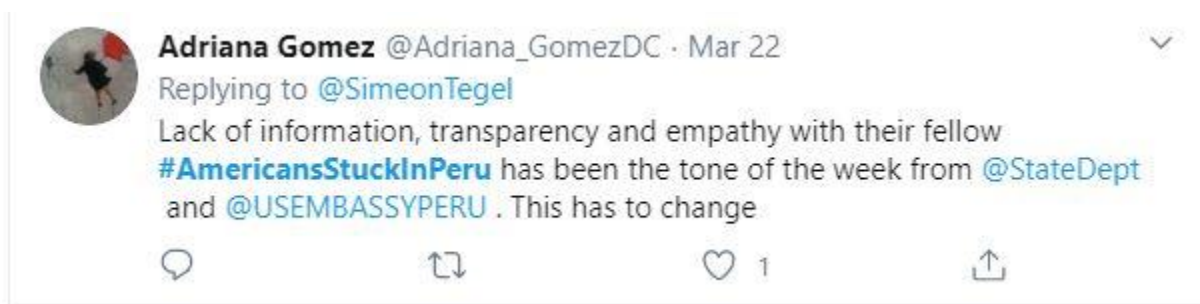 Adriana Gomez @Adriana_GomezDC · Mar 22
Replying to @SimeonTegel
Lack of information, transparency and empathy with their fellow
#AmericansStuckInPeru has been the tone of the week from @StateDept
and @USEMBASSYPERU . This has to change
1